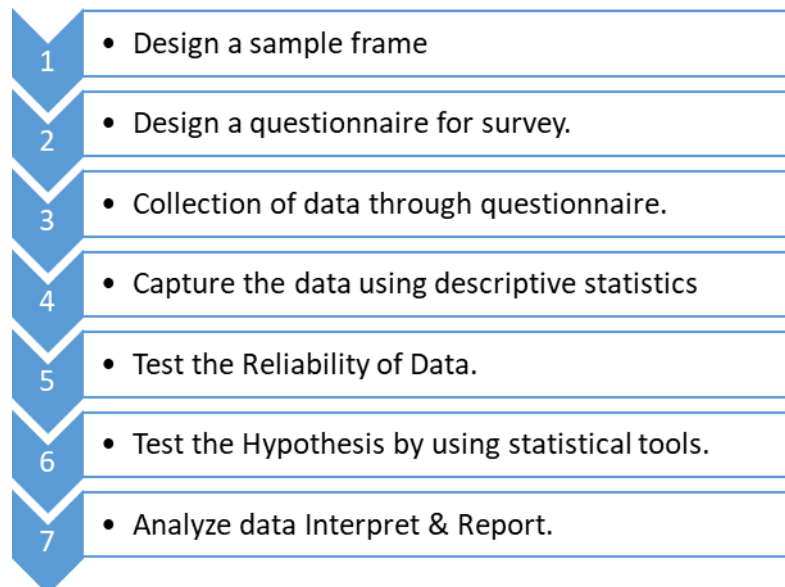 1 • Design a sample frame
2 • Design a questionnaire for survey.
3 • Collection of data through questionnaire.
4 • Capture the data using descriptive statistics
5 • Test the Reliability of Data.
6 • Test the Hypothesis by using statistical tools.
7 • Analyze data Interpret & Report.